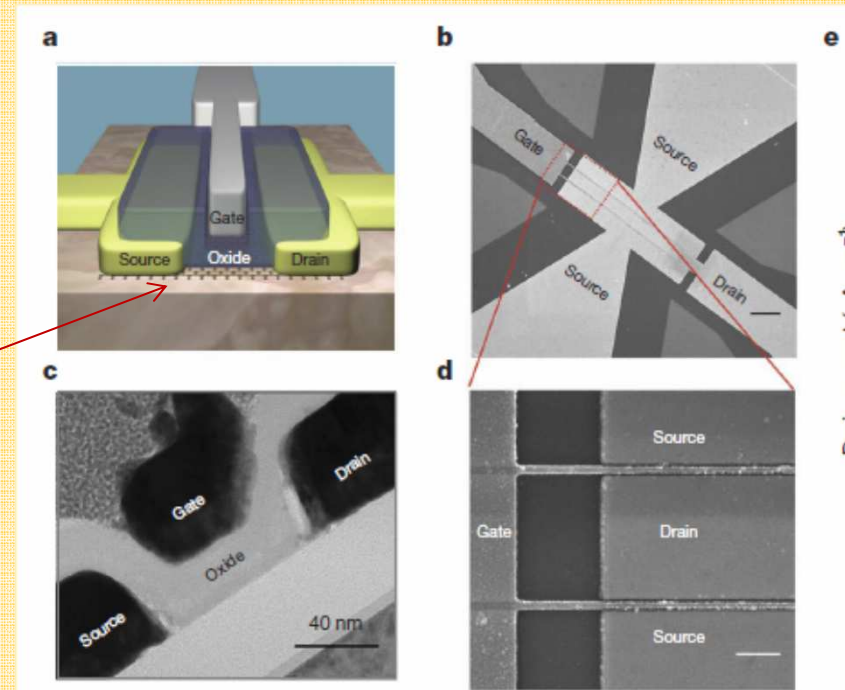 a
b
e
Gate
Source
Oxide
Drain
Gate
Source
Source
Drain
c
d
Gate
Drain
Oxide
Source
40 nm
Source
Gate
Drain
Source